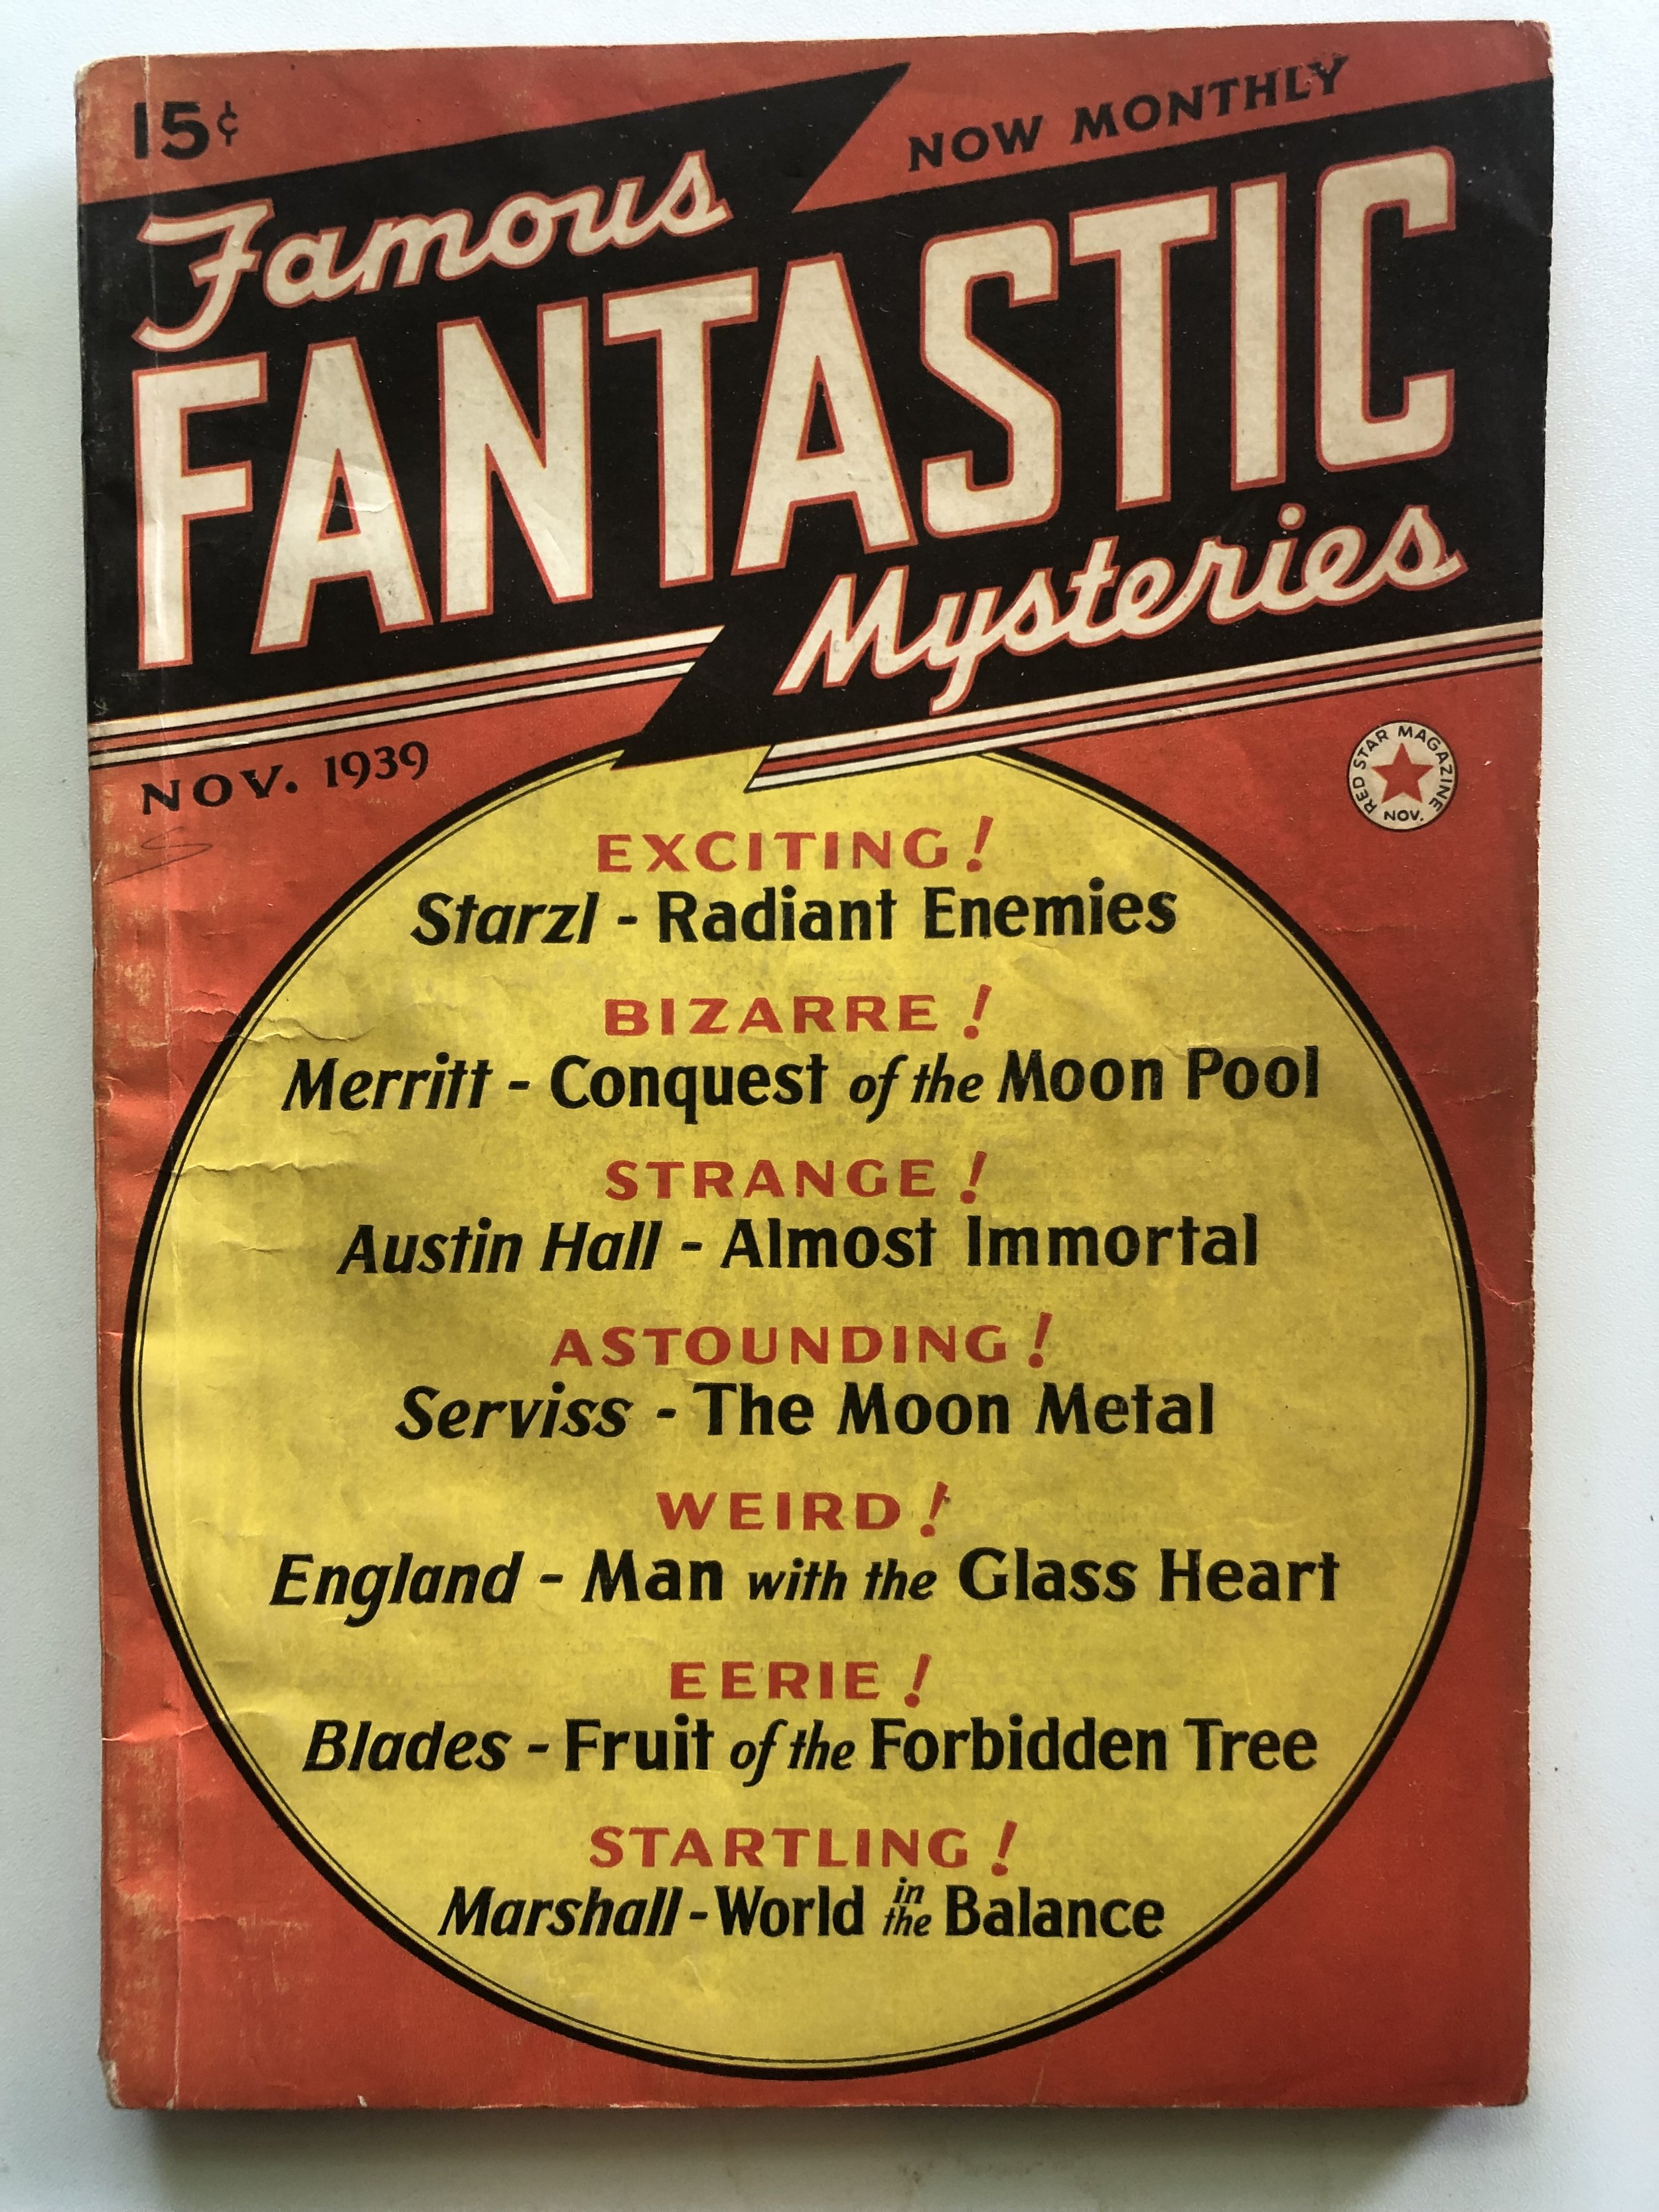 15¢
NOW MONTHLY
Famous
FANTASTIC
Mysteries
NOV. 1939
RED STAR MAGAZINE
NOV.
EXCITING!
Starzl - Radiant Enemies
BIZARRE!
Merritt - Conquest of the Moon Pool
STRANGE!
Austin Hall - Almost Immortal
ASTOUNDING!
Serviss - The Moon Metal
WEIRD!
England - Man with the Glass Heart
EERIE!
Blades - Fruit of the Forbidden Tree
STARTLING!
Marshall - World in the Balance